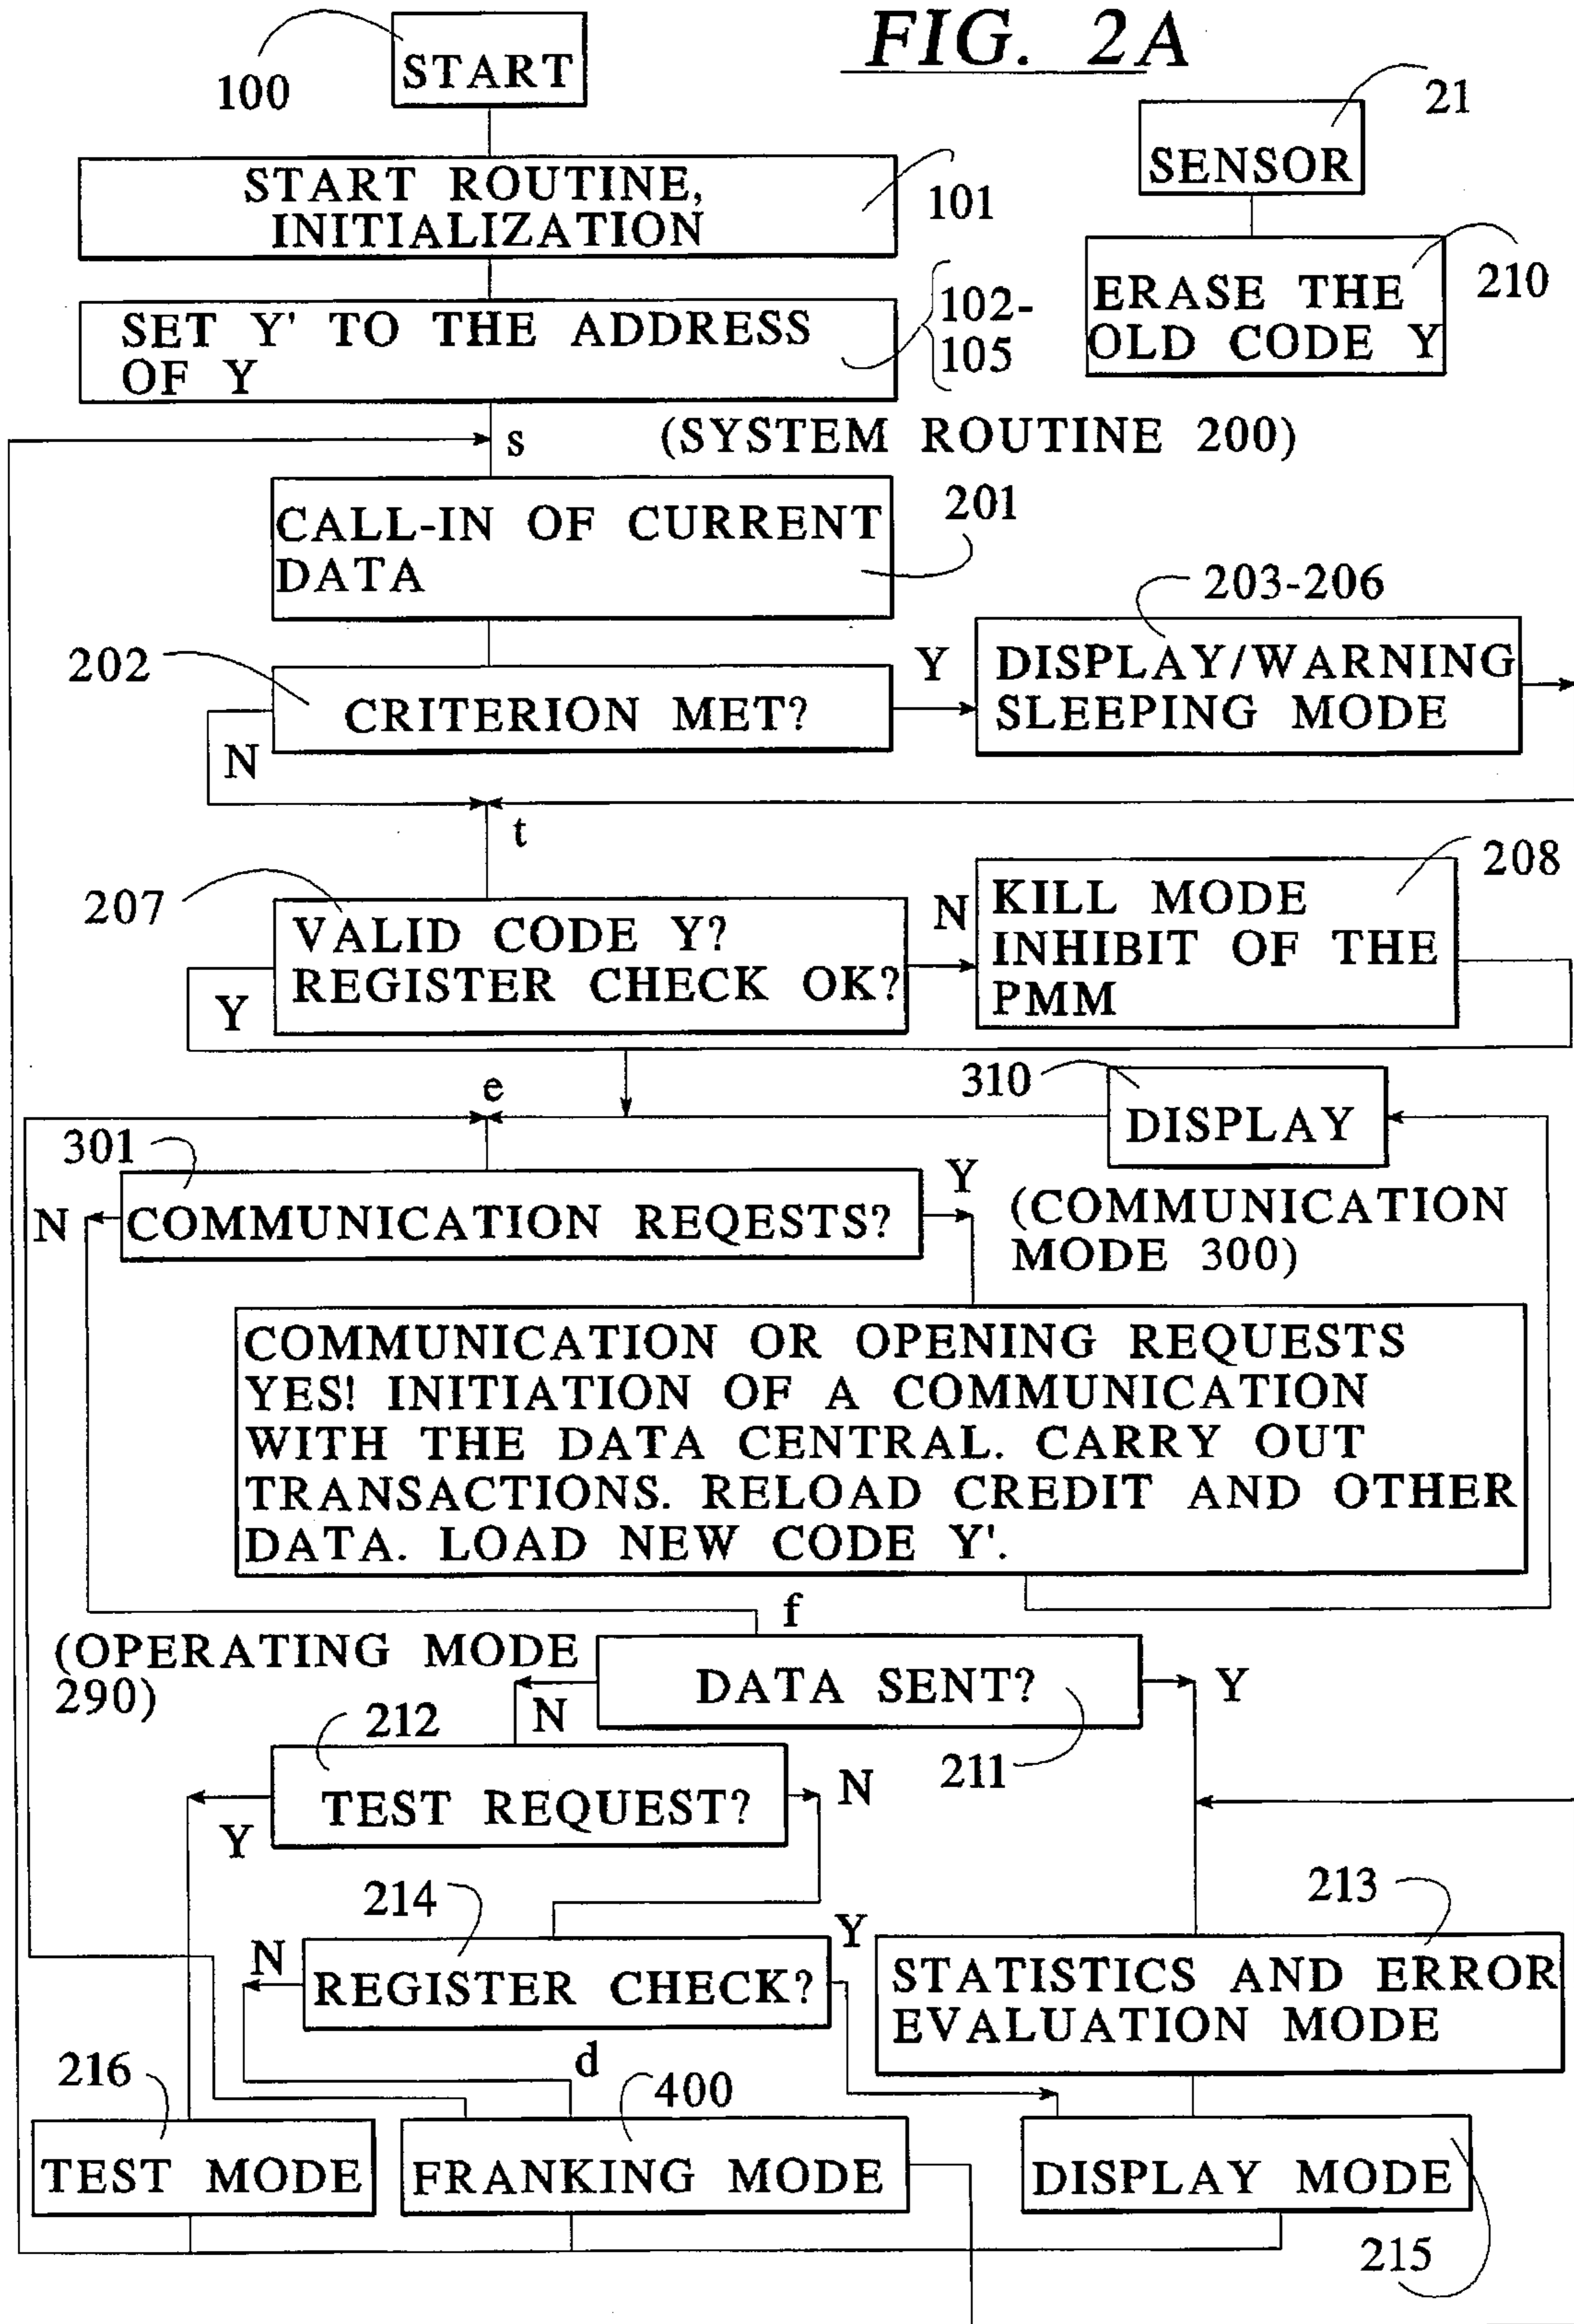 FIG. 2A
100
START
21
SENSOR
START ROUTINE,
INITIALIZATION
101
ERASE THE
OLD CODE Y
210
SET Y' TO THE ADDRESS
OF Y
102-
105
s
(SYSTEM ROUTINE 200)
CALL-IN OF CURRENT
DATA
201
203-206
202
CRITERION MET?
Y
N
DISPLAY/WARNING
SLEEPING MODE
t
207
VALID CODE Y?
REGISTER CHECK OK?
N
Y
KILL MODE
INHIBIT OF THE
PMM
208
e
310
DISPLAY
301
N
COMMUNICATION REQESTS?
Y
(COMMUNICATION
MODE 300)
COMMUNICATION OR OPENING REQUESTS
YES! INITIATION OF A COMMUNICATION
WITH THE DATA CENTRAL. CARRY OUT
TRANSACTIONS. RELOAD CREDIT AND OTHER
DATA. LOAD NEW CODE Y'.
f
(OPERATING MODE
290)
DATA SENT?
N
Y
211
212
TEST REQUEST?
N
Y
214
N
REGISTER CHECK?
Y
213
STATISTICS AND ERROR
EVALUATION MODE
d
216
TEST MODE
400
FRANKING MODE
DISPLAY MODE
215